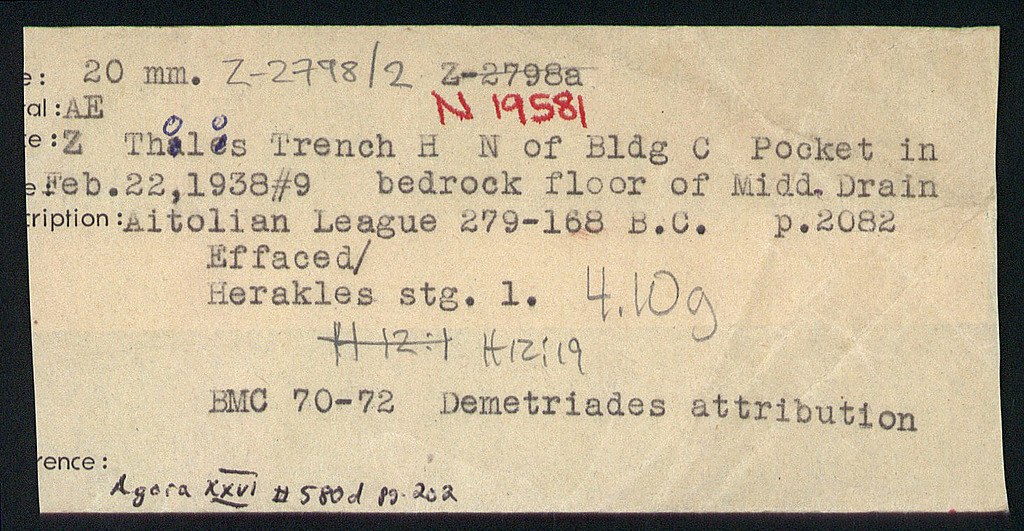 e: 20 mm. Z-2798/2 Z-2798a
al: AE N 19581
e: Z Tholos Trench H N of Bldg C Pocket in
e: Feb.22,1938#9 bedrock floor of Midd. Drain
ription: Aitolian League 279-168 B.C. p.2082
Effaced/
Herakles stg. l. 4.10g
H 12:1 H12:19
BMC 70-72 Demetriades attribution
rence:
Agora XXVI # 580d pg. 202